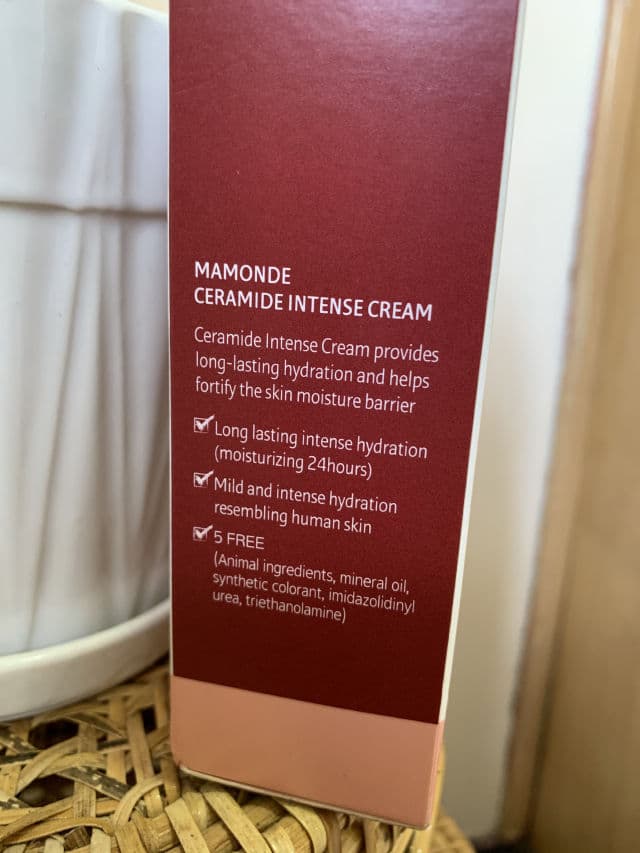 MAMONDE
CERAMIDE INTENSE CREAM
Ceramide Intense Cream provides
long-lasting hydration and helps
fortify the skin moisture barrier
Long lasting intense hydration
(moisturizing 24hours)
Mild and intense hydration
resembling human skin
5 FREE
(Animal ingredients, mineral oil,
synthetic colorant, imidazolidinyl
urea, triethanolamine)